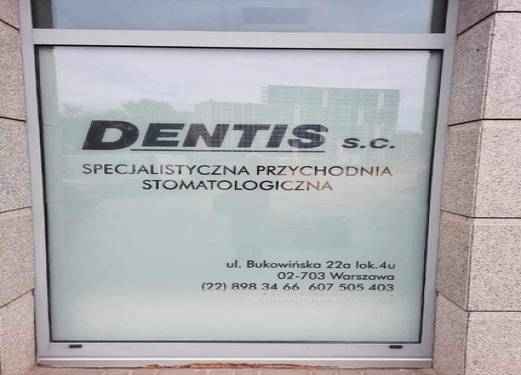 DENTIS s.c.
SPECJALISTYCZNA PRZYCHODNIA
STOMATOLOGICZNA
ul. Bukowińska 22a lok.4u
02-703 Warszawa
(22) 898 34 66 607 505 403